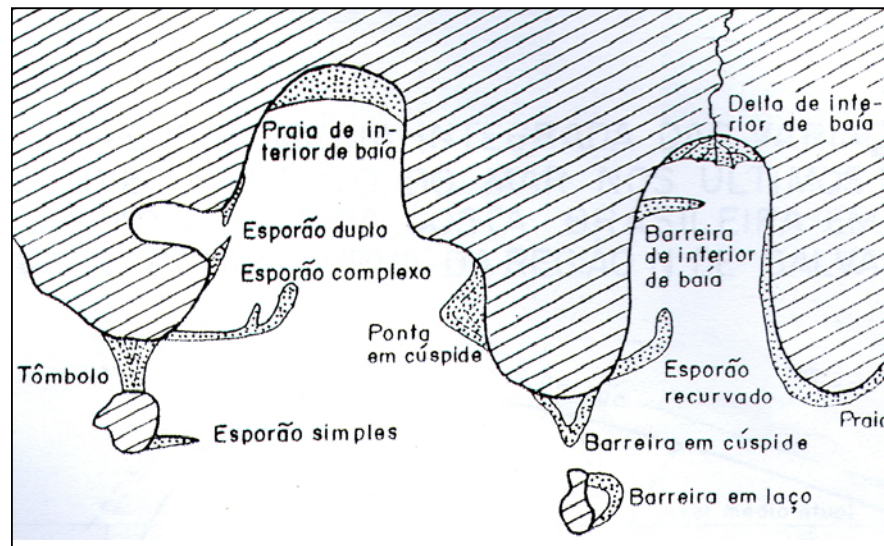 Delta de inte-
rior de baía
Praia de in-
terior de baía
Esporão duplo
Barreira
de interior
de baía
Esporão complexo
Ponta
em cúspide
Tômbolo
Esporão
recurvado
Praia
Esporão simples
Barreira em cúspide
Barreira em laço